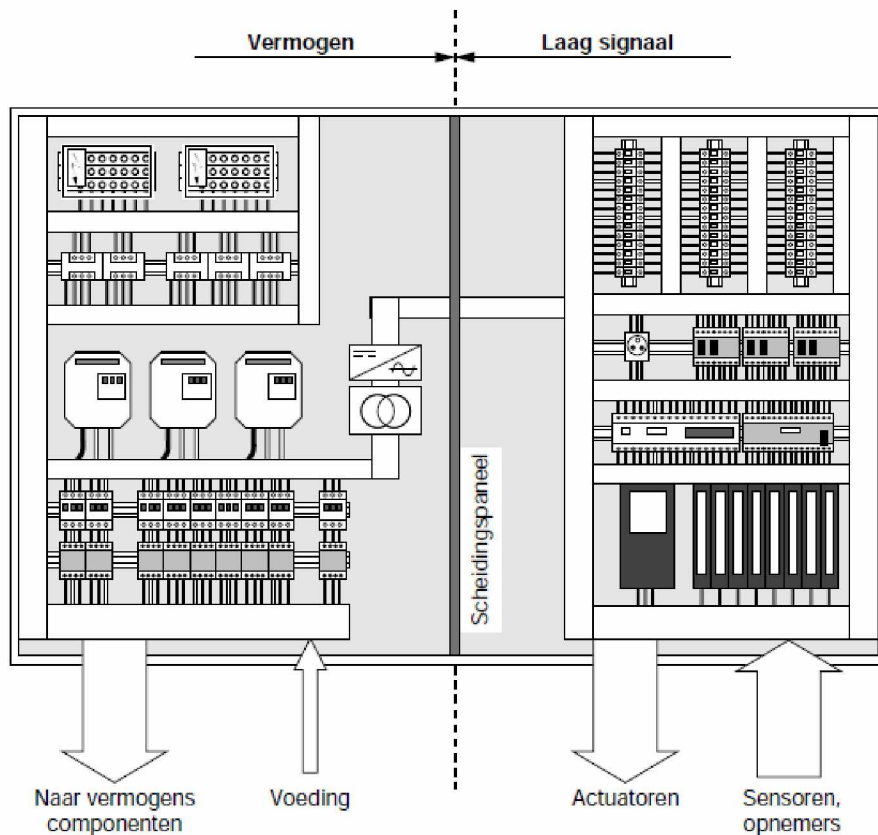 Vermogen
Laag signaal
Scheidingspaneel
Naar vermogens
componenten
Voeding
Actuatoren
Sensoren,
opnemers